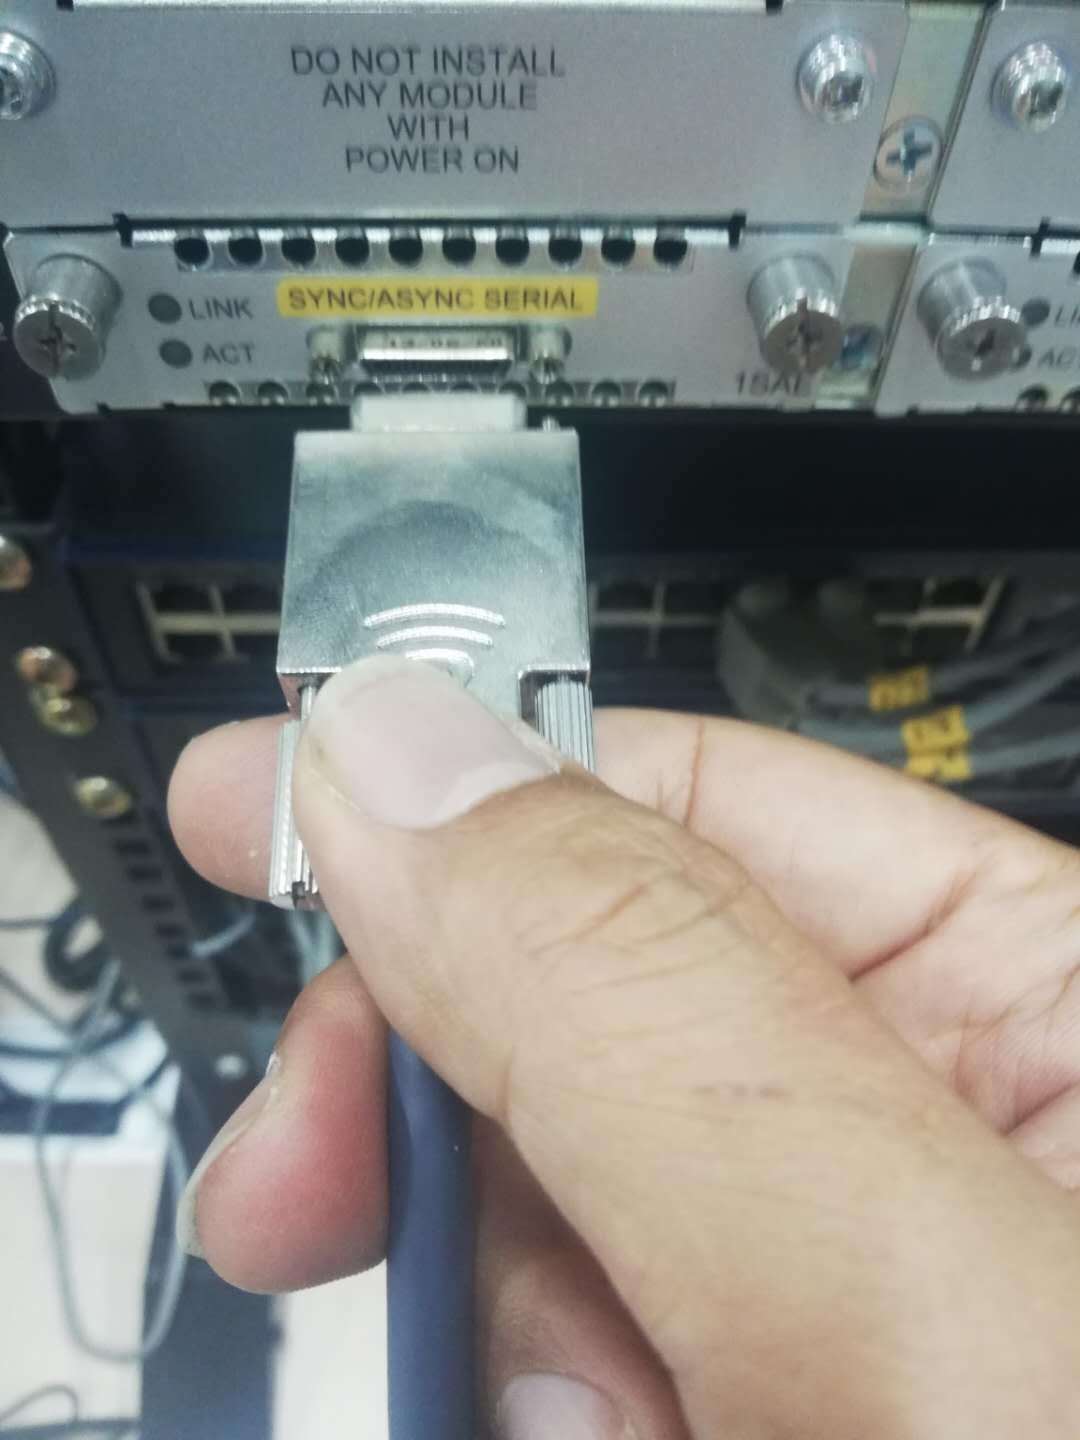 DO NOT INSTALL
ANY MODULE
WITH
POWER ON
SYNC/ASYNC SERIAL
LINK
ACT